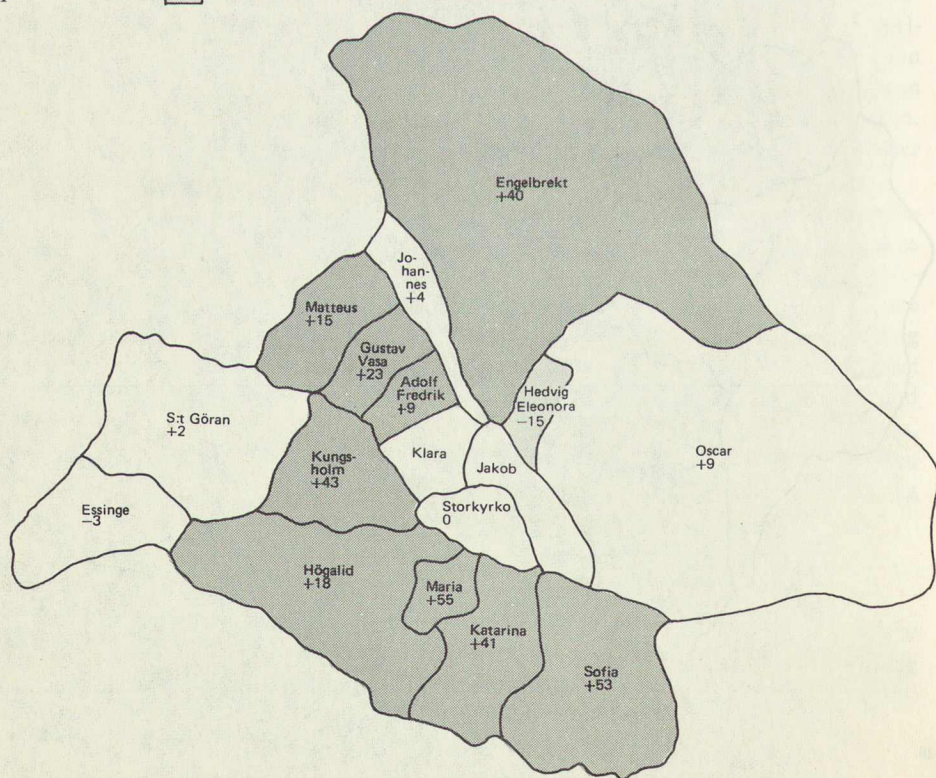 Engelbrekt
+40
Jo-
han-
nes
+4
Matteus
+15
Gustav
Vasa
+23
Adolf
Fredrik
+9
Hedvig
Eleonora
−15
S:t Göran
+2
Klara
Jakob
Oscar
+9
Kungs-
holm
+43
Essinge
−3
Storkyrko
0
Högalid
+18
Maria
+55
Katarina
+41
Sofia
+53